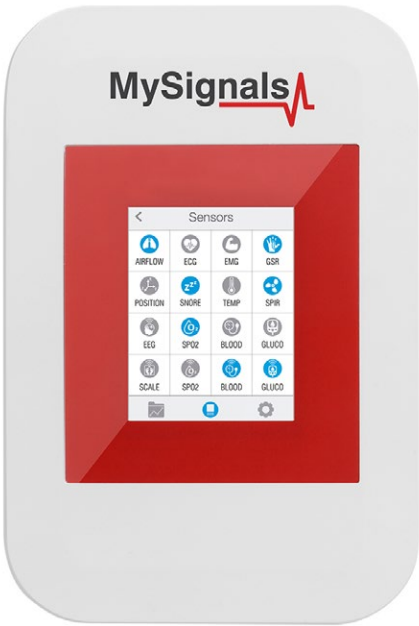 MySignals
Sensors
AIRFLOW ECG EMG GSR
POSITION SNORE TEMP SPIR
EEG SPO2 BLOOD GLUCO
SCALE SPO2 BLOOD GLUCO